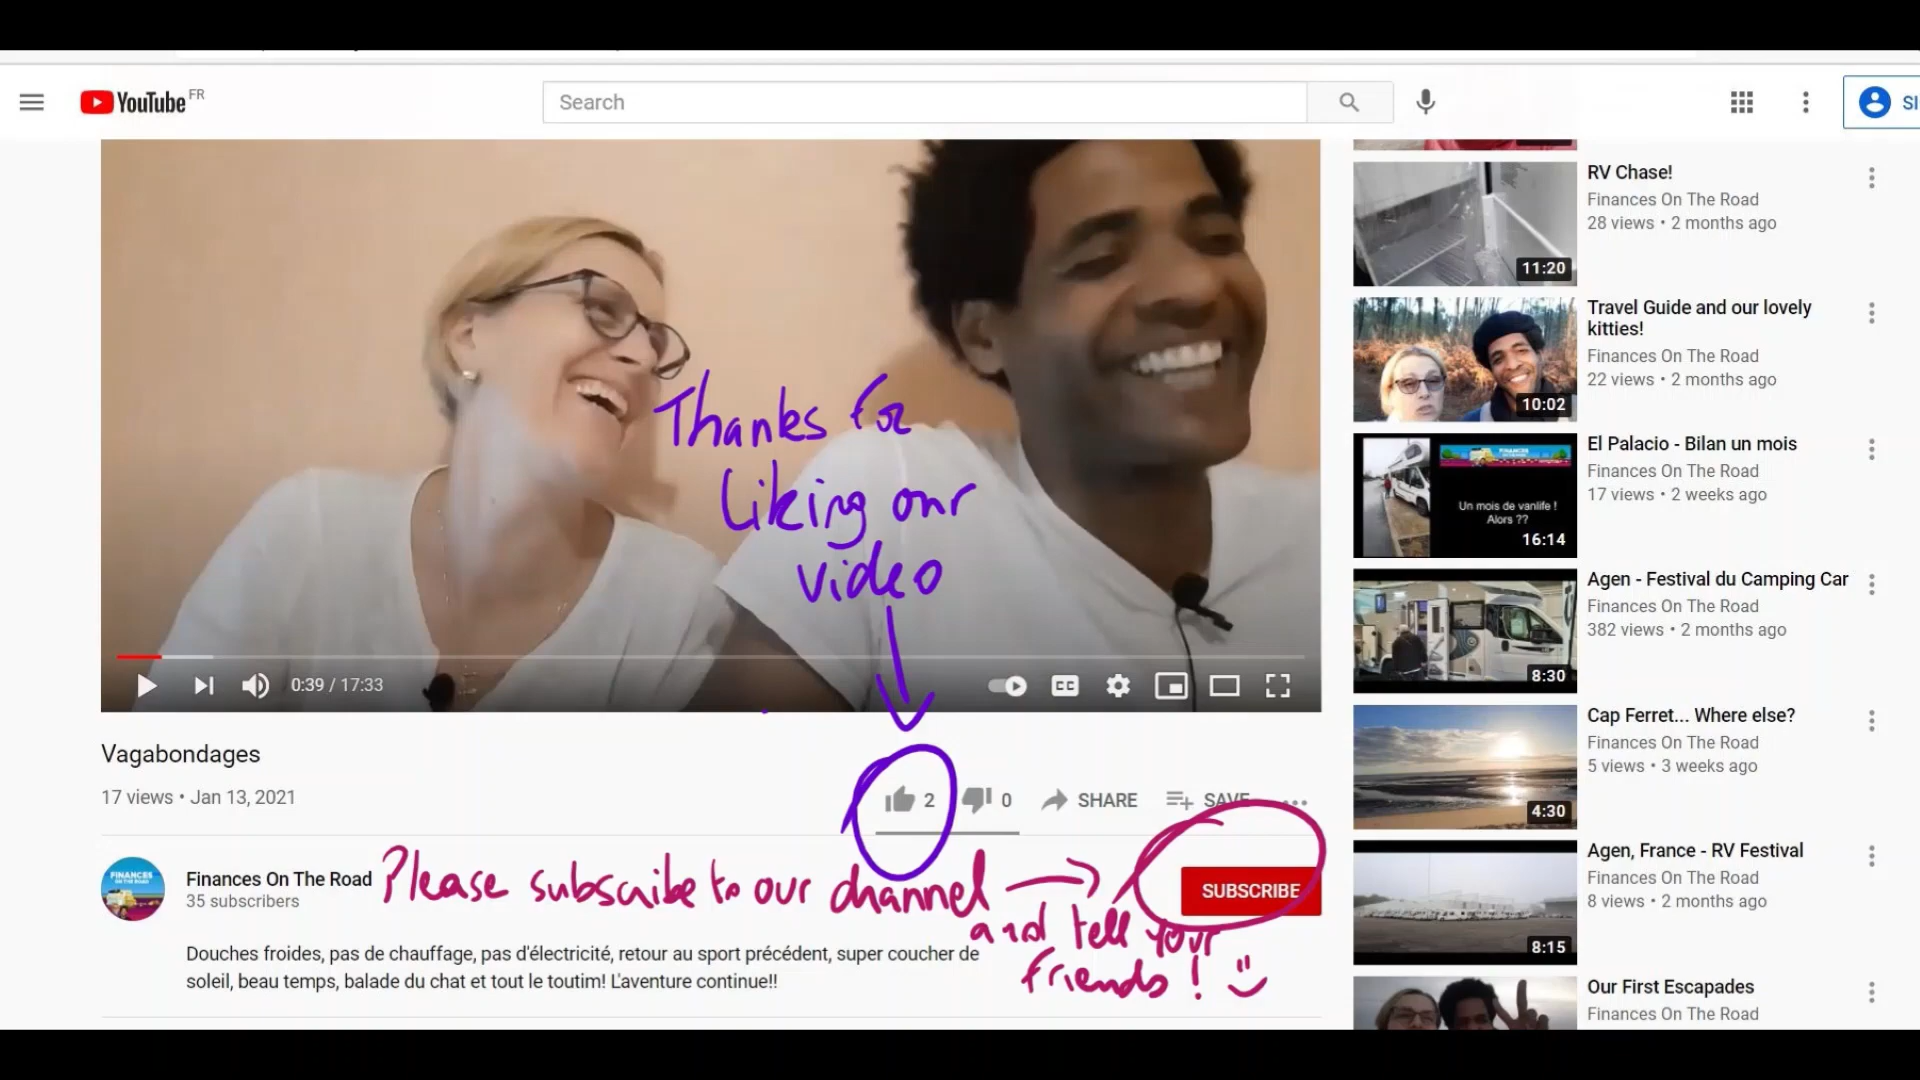 YouTube FR
Search
SI
Thanks for
liking our
video
0:39 / 17:33
CC
Vagabondages
17 views • Jan 13, 2021
2
0
SHARE
SAVE
FINANCES
ON THE ROAD
Finances On The Road
35 subscribers
Please subscribe to our channel
and tell your
friends!
SUBSCRIBE
Douches froides, pas de chauffage, pas d'électricité, retour au sport précédent, super coucher de
soleil, beau temps, balade du chat et tout le toutim! L'aventure continue!!
11:20
RV Chase!
Finances On The Road
28 views • 2 months ago
10:02
Travel Guide and our lovely
kitties!
Finances On The Road
22 views • 2 months ago
FINANCES
Un mois de vanlife !
Alors ??
16:14
El Palacio - Bilan un mois
Finances On The Road
17 views • 2 weeks ago
8:30
Agen - Festival du Camping Car
Finances On The Road
382 views • 2 months ago
4:30
Cap Ferret... Where else?
Finances On The Road
5 views • 3 weeks ago
8:15
Agen, France - RV Festival
Finances On The Road
8 views • 2 months ago
Our First Escapades
Finances On The Road